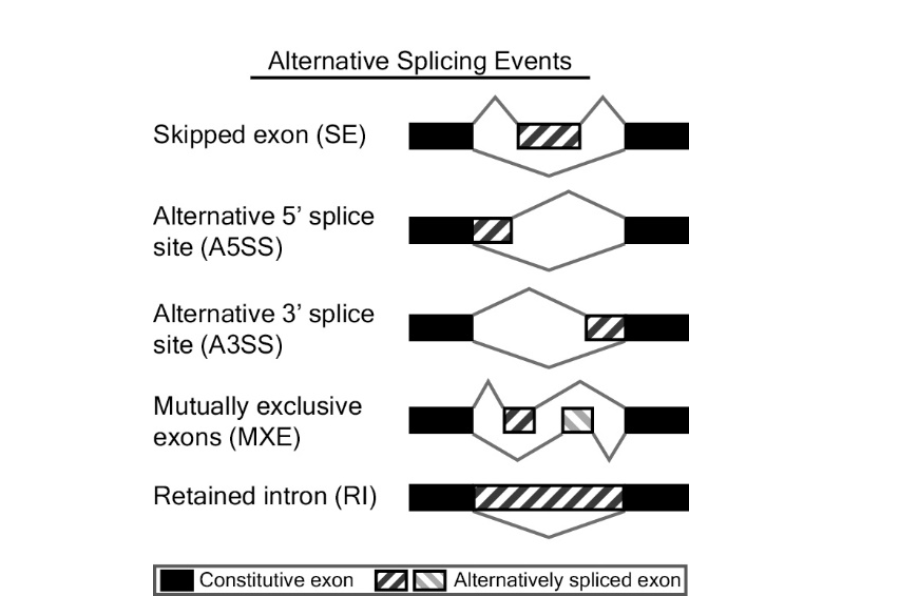 Alternative Splicing Events
Skipped exon (SE)
Alternative 5’ splice
site (A5SS)
Alternative 3’ splice
site (A3SS)
Mutually exclusive
exons (MXE)
Retained intron (RI)
Constitutive exon Alternatively spliced exon